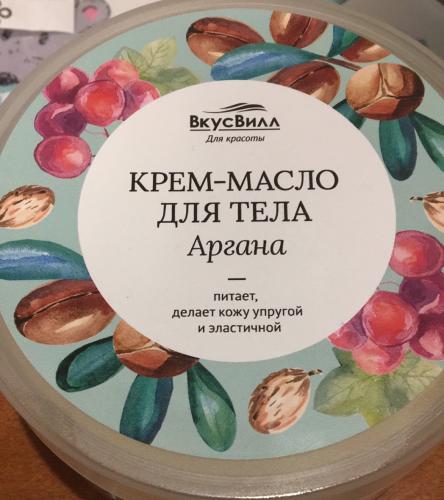 ВкусВилл
Для красоты
КРЕМ-МАСЛО
ДЛЯ ТЕЛА
Аргана
питает,
делает кожу упругой
и эластичной